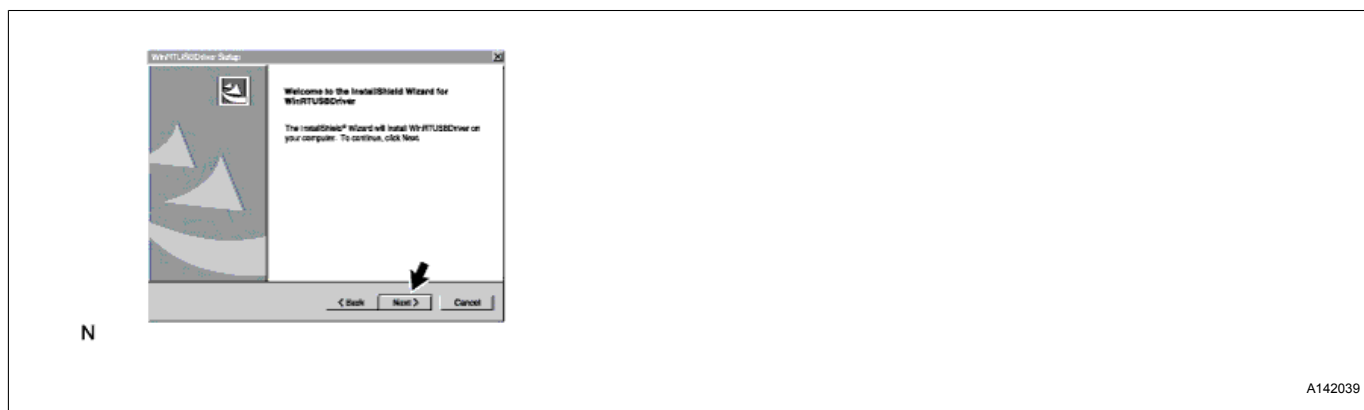 WinRTUSBDriver Setup
Welcome to the InstallShield Wizard for
WinRTUSBDriver
The InstallShield® Wizard will install WinRTUSBDriver on
your computer. To continue, click Next.
< Back Next > Cancel
N
A142039